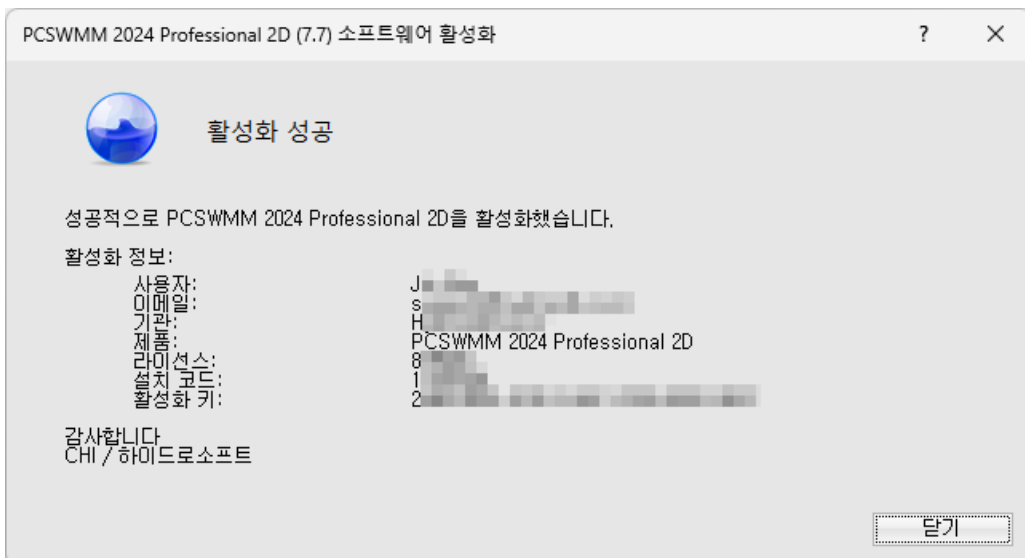 PCSWMM 2024 Professional 2D (7.7) 소프트웨어 활성화
?
활성화 성공
성공적으로 PCSWMM 2024 Professional 2D을 활성화했습니다.
활성화 정보:
사용자: J
이메일: s
기관: H
제품: PCSWMM 2024 Professional 2D
라이선스: 8
설치 코드: 1
활성화 키: 2
감사합니다
CHI / 하이드로소프트
닫기